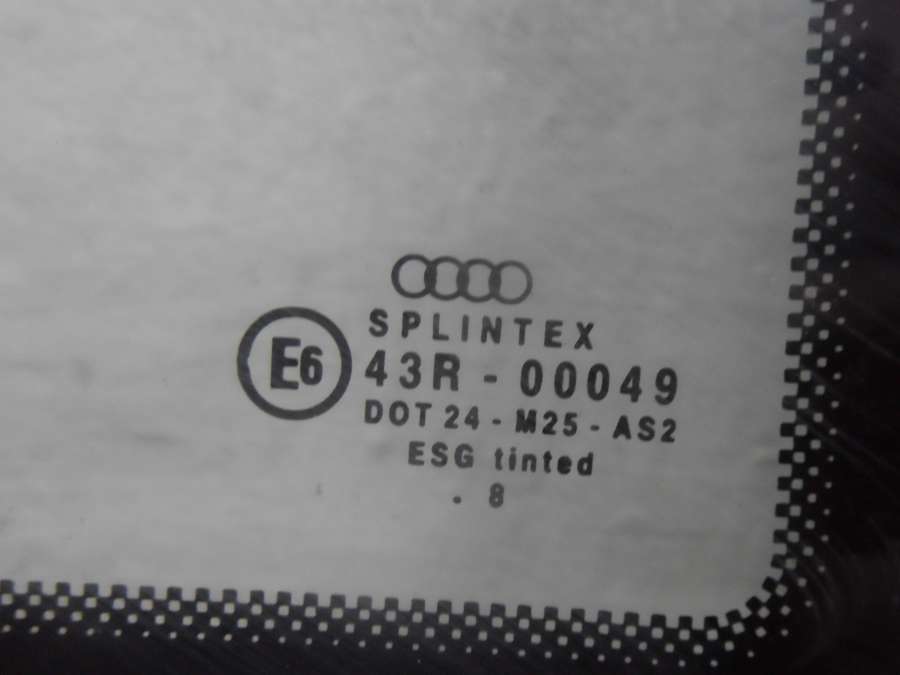 SPLINTEX
E6
43R - 00049
DOT 24 - M25 - AS2
ESG tinted
. 8